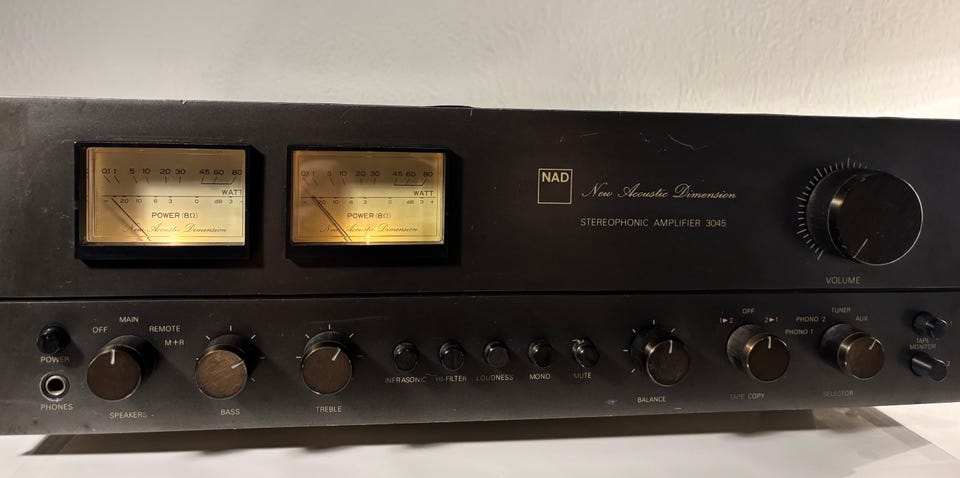 0.1 1 5 10 20 30 45 60 80
WATT
20 10 6 3 0 dB 3 +
POWER (8Ω)
New Acoustic Dimension
0.1 1 5 10 20 30 45 60 80
WATT
20 10 6 3 0 dB 3 +
POWER (8Ω)
New Acoustic Dimension
NAD
New Acoustic Dimension
STEREOPHONIC AMPLIFIER 3045
VOLUME
POWER
PHONES
OFF
MAIN
REMOTE
M+R
SPEAKERS
BASS
TREBLE
INFRASONIC
HI-FILTER
LOUDNESS
MONO
MUTE
BALANCE
1▶2
OFF
2▶1
TAPE COPY
PHONO 1
PHONO 2
TUNER
AUX
SELECTOR
TAPE
MONITOR